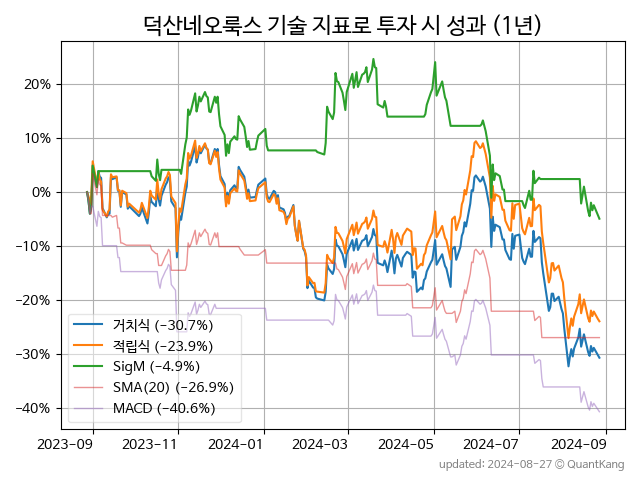 덕산네오룩스 기술 지표로 투자 시 성과 (1년)
20%
10%
0%
−10%
−20%
−30%
−40%
거치식 (−30.7%)
적립식 (−23.9%)
SigM (−4.9%)
SMA(20) (−26.9%)
MACD (−40.6%)
2023-09 2023-11 2024-01 2024-03 2024-05 2024-07 2024-09
updated: 2024-08-27 © QuantKang